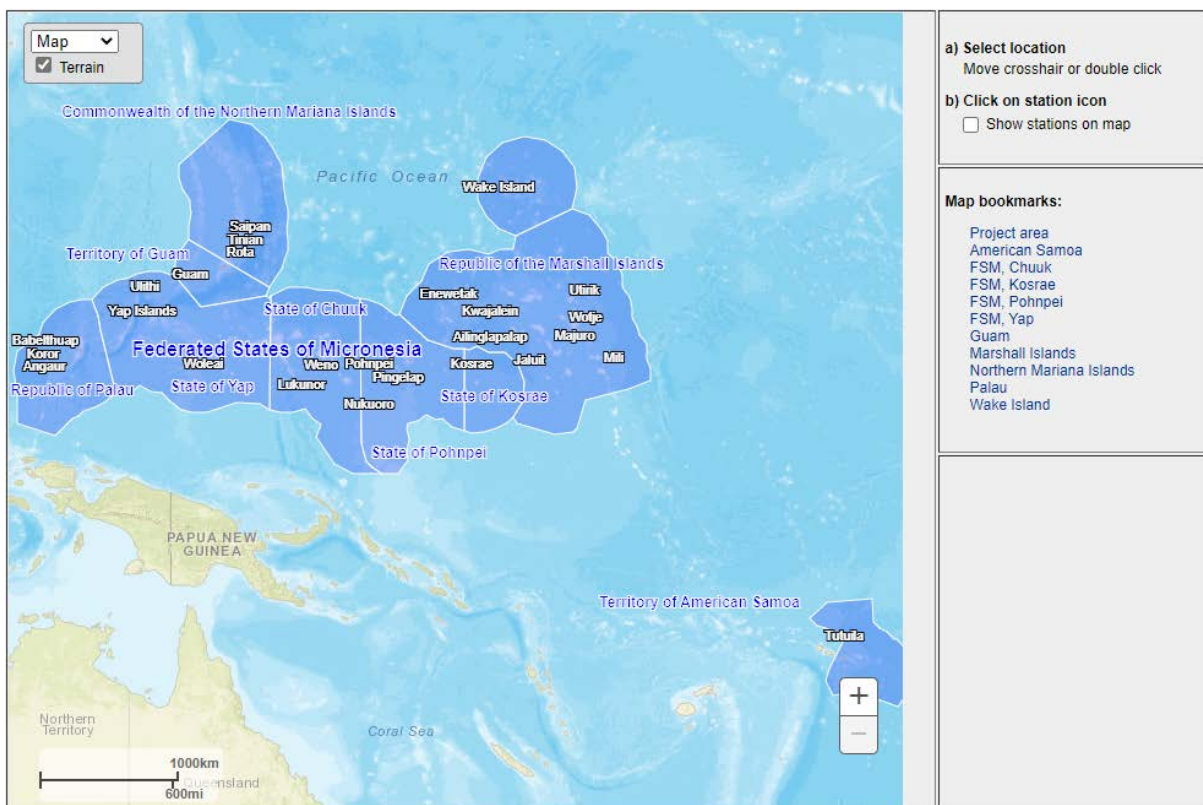 Map
Terrain
Commonwealth of the Northern Mariana Islands
Pacific Ocean
Wake Island
Saipan
Tinian
Rota
Territory of Guam
Guam
Republic of the Marshall Islands
Ulithi
Enewetak
Utirik
Yap Islands
State of Chuuk
Kwajalein
Wotje
Babelthuap
Koror
Angaur
Ailinglapalap
Majuro
Federated States of Micronesia
Woleai
Weno
Pohnpei
Kosrae
Jaluit
Mili
Pingelap
Republic of Palau
State of Yap
Lukunor
State of Kosrae
Nukuoro
State of Pohnpei
PAPUA NEW
GUINEA
Territory of American Samoa
Tutuila
+
−
Northern
Territory
Coral Sea
1000km
600mi
Queensland
a) Select location
Move crosshair or double click
b) Click on station icon
Show stations on map
Map bookmarks:
Project area
American Samoa
FSM, Chuuk
FSM, Kosrae
FSM, Pohnpei
FSM, Yap
Guam
Marshall Islands
Northern Mariana Islands
Palau
Wake Island